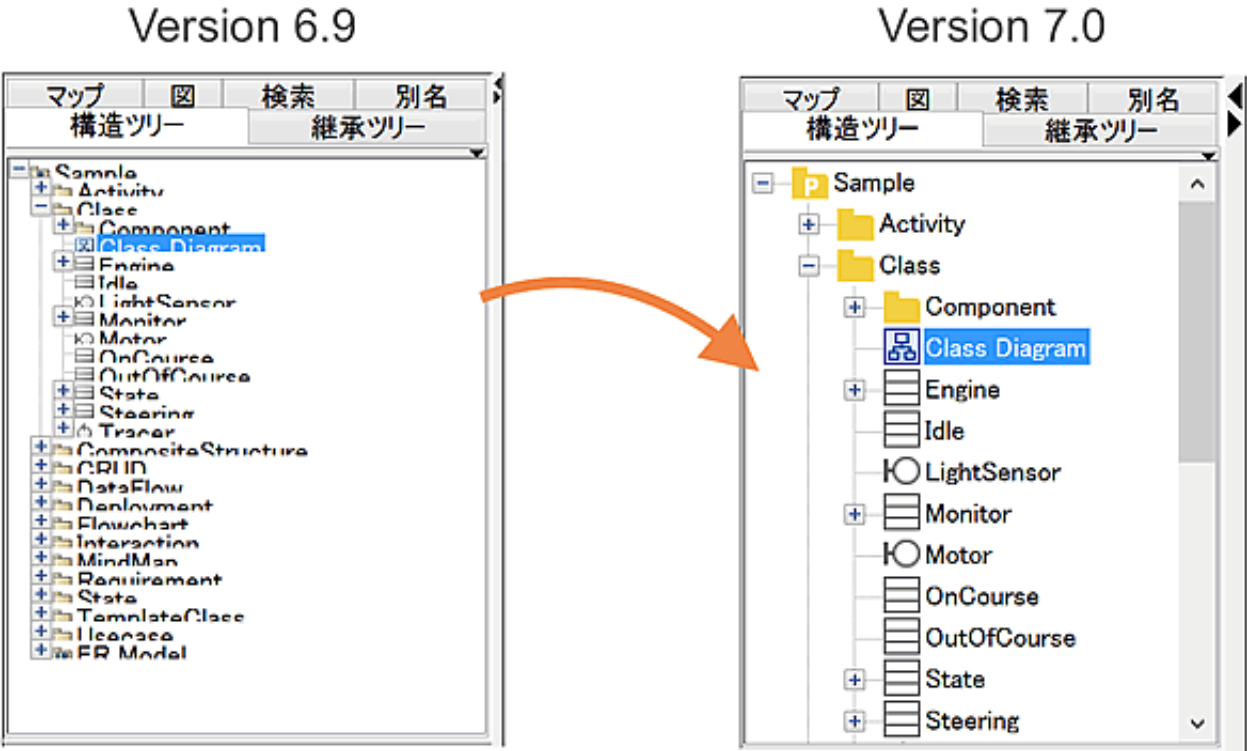 Version 6.9
マップ 図 検索 別名
構造ツリー 継承ツリー
Sample
Activity
Class
Component
Class Diagram
Engine
Idle
LightSensor
Monitor
Motor
OnCourse
OutOfCourse
State
Steering
Tracer
CompositeStructure
CRUD
DataFlow
Deployment
Flowchart
Interaction
MindMap
Requirement
State
TemplateClass
Usecase
ER Model
Version 7.0
マップ 図 検索 別名
構造ツリー 継承ツリー
Sample
Activity
Class
Component
Class Diagram
Engine
Idle
LightSensor
Monitor
Motor
OnCourse
OutOfCourse
State
Steering